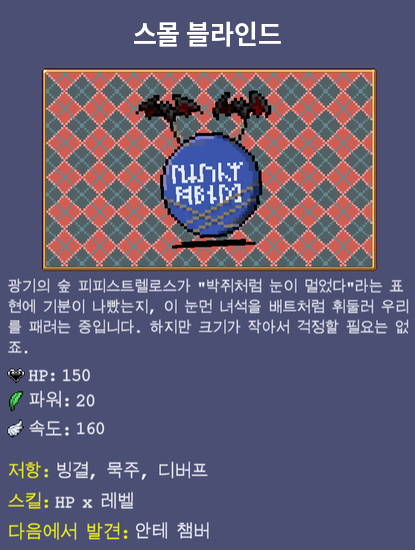 스몰 블라인드
광기의 숲 피피스트렐로스가 "박쥐처럼 눈이 멀었다"라는 표
현에 기분이 나빴는지, 이 눈먼 녀석을 배트처럼 휘둘러 우리
를 패려는 중입니다. 하지만 크기가 작아서 걱정할 필요는 없
죠.
HP: 150
파워: 20
속도: 160
저항: 빙결, 묵주, 디버프
스킬: HP x 레벨
다음에서 발견: 안테 챔버